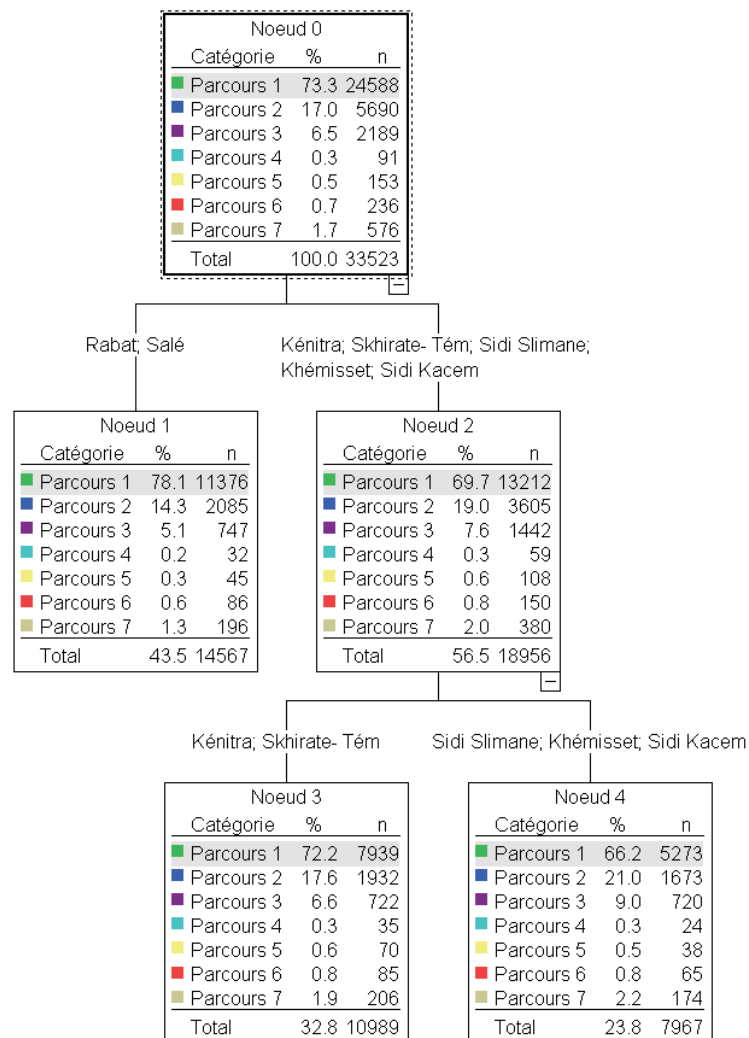 Noeud 0
Catégorie % n
Parcours 1 73.3 24588
Parcours 2 17.0 5690
Parcours 3 6.5 2189
Parcours 4 0.3 91
Parcours 5 0.5 153
Parcours 6 0.7 236
Parcours 7 1.7 576
Total 100.0 33523
Rabat; Salé
Kénitra; Skhirate- Tém; Sidi Slimane;
Khémisset; Sidi Kacem
Noeud 1
Catégorie % n
Parcours 1 78.1 11376
Parcours 2 14.3 2085
Parcours 3 5.1 747
Parcours 4 0.2 32
Parcours 5 0.3 45
Parcours 6 0.6 86
Parcours 7 1.3 196
Total 43.5 14567
Noeud 2
Catégorie % n
Parcours 1 69.7 13212
Parcours 2 19.0 3605
Parcours 3 7.6 1442
Parcours 4 0.3 59
Parcours 5 0.6 108
Parcours 6 0.8 150
Parcours 7 2.0 380
Total 56.5 18956
Kénitra; Skhirate- Tém
Sidi Slimane; Khémisset; Sidi Kacem
Noeud 3
Catégorie % n
Parcours 1 72.2 7939
Parcours 2 17.6 1932
Parcours 3 6.6 722
Parcours 4 0.3 35
Parcours 5 0.6 70
Parcours 6 0.8 85
Parcours 7 1.9 206
Total 32.8 10989
Noeud 4
Catégorie % n
Parcours 1 66.2 5273
Parcours 2 21.0 1673
Parcours 3 9.0 720
Parcours 4 0.3 24
Parcours 5 0.5 38
Parcours 6 0.8 65
Parcours 7 2.2 174
Total 23.8 7967